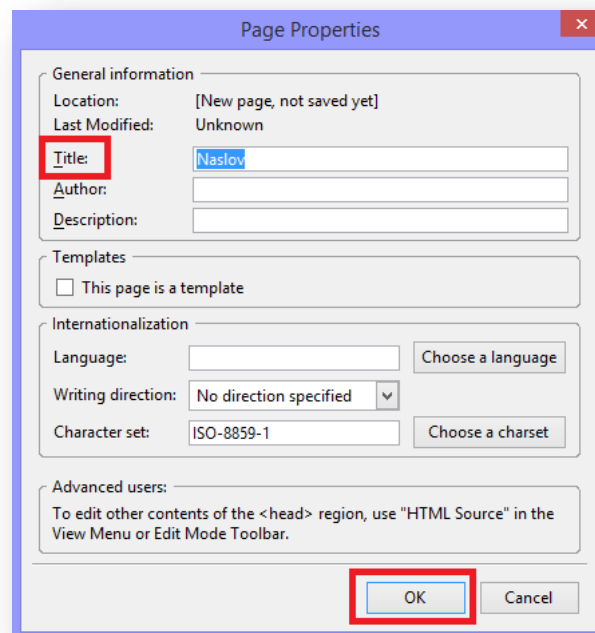 Page Properties
General information
Location: [New page, not saved yet]
Last Modified: Unknown
Title: Naslov
Author:
Description:
Templates
This page is a template
Internationalization
Language: Choose a language
Writing direction: No direction specified
Character set: ISO-8859-1 Choose a charset
Advanced users:
To edit other contents of the <head> region, use "HTML Source" in the
View Menu or Edit Mode Toolbar.
OK Cancel